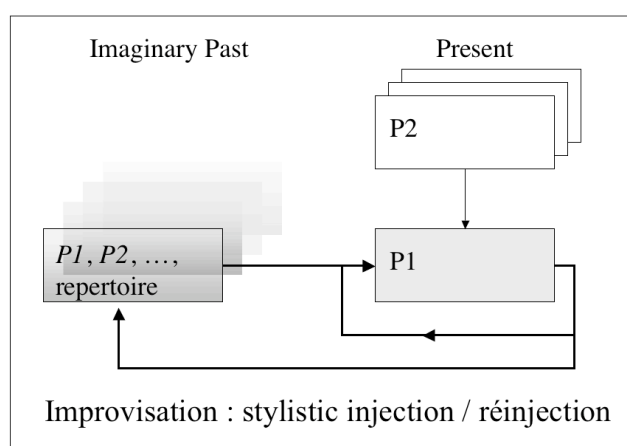 Imaginary Past
Present
P2
P1, P2, …,
repertoire
P1
Improvisation : stylistic injection / réinjection